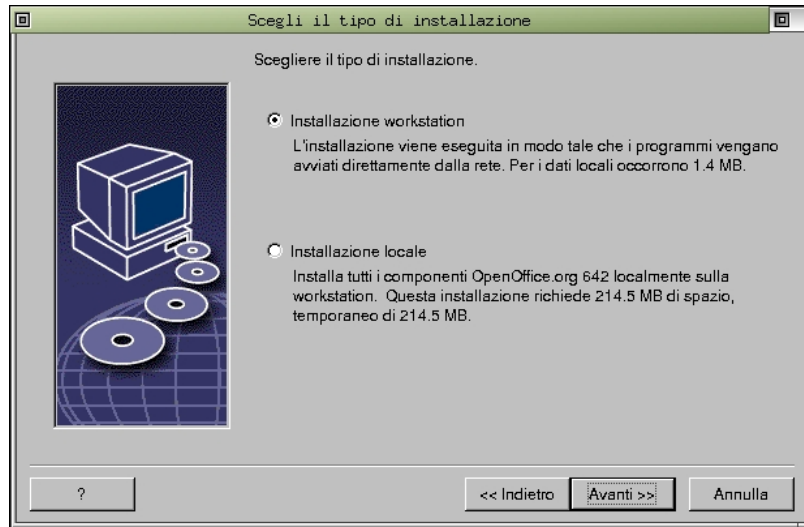 Scegli il tipo di installazione
Scegliere il tipo di installazione.
Installazione workstation
L'installazione viene eseguita in modo tale che i programmi vengano
avviati direttamente dalla rete. Per i dati locali occorrono 1.4 MB.
Installazione locale
Installa tutti i componenti OpenOffice.org 642 localmente sulla
workstation. Questa installazione richiede 214.5 MB di spazio,
temporaneo di 214.5 MB.
?
<< Indietro
Avanti >>
Annulla